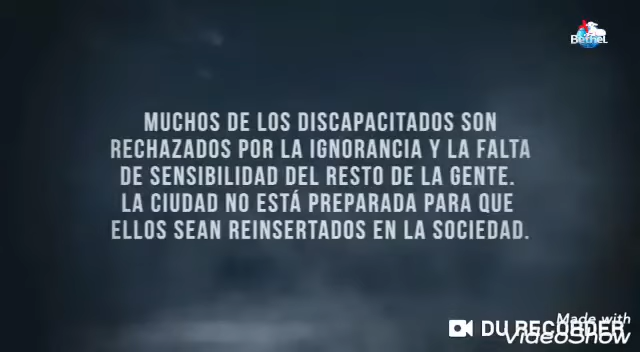 Bethel
MUCHOS DE LOS DISCAPACITADOS SON
RECHAZADOS POR LA IGNORANCIA Y LA FALTA
DE SENSIBILIDAD DEL RESTO DE LA GENTE.
LA CIUDAD NO ESTÁ PREPARADA PARA QUE
ELLOS SEAN REINSERTADOS EN LA SOCIEDAD.
Made with
DU RECORDER
VideoShow